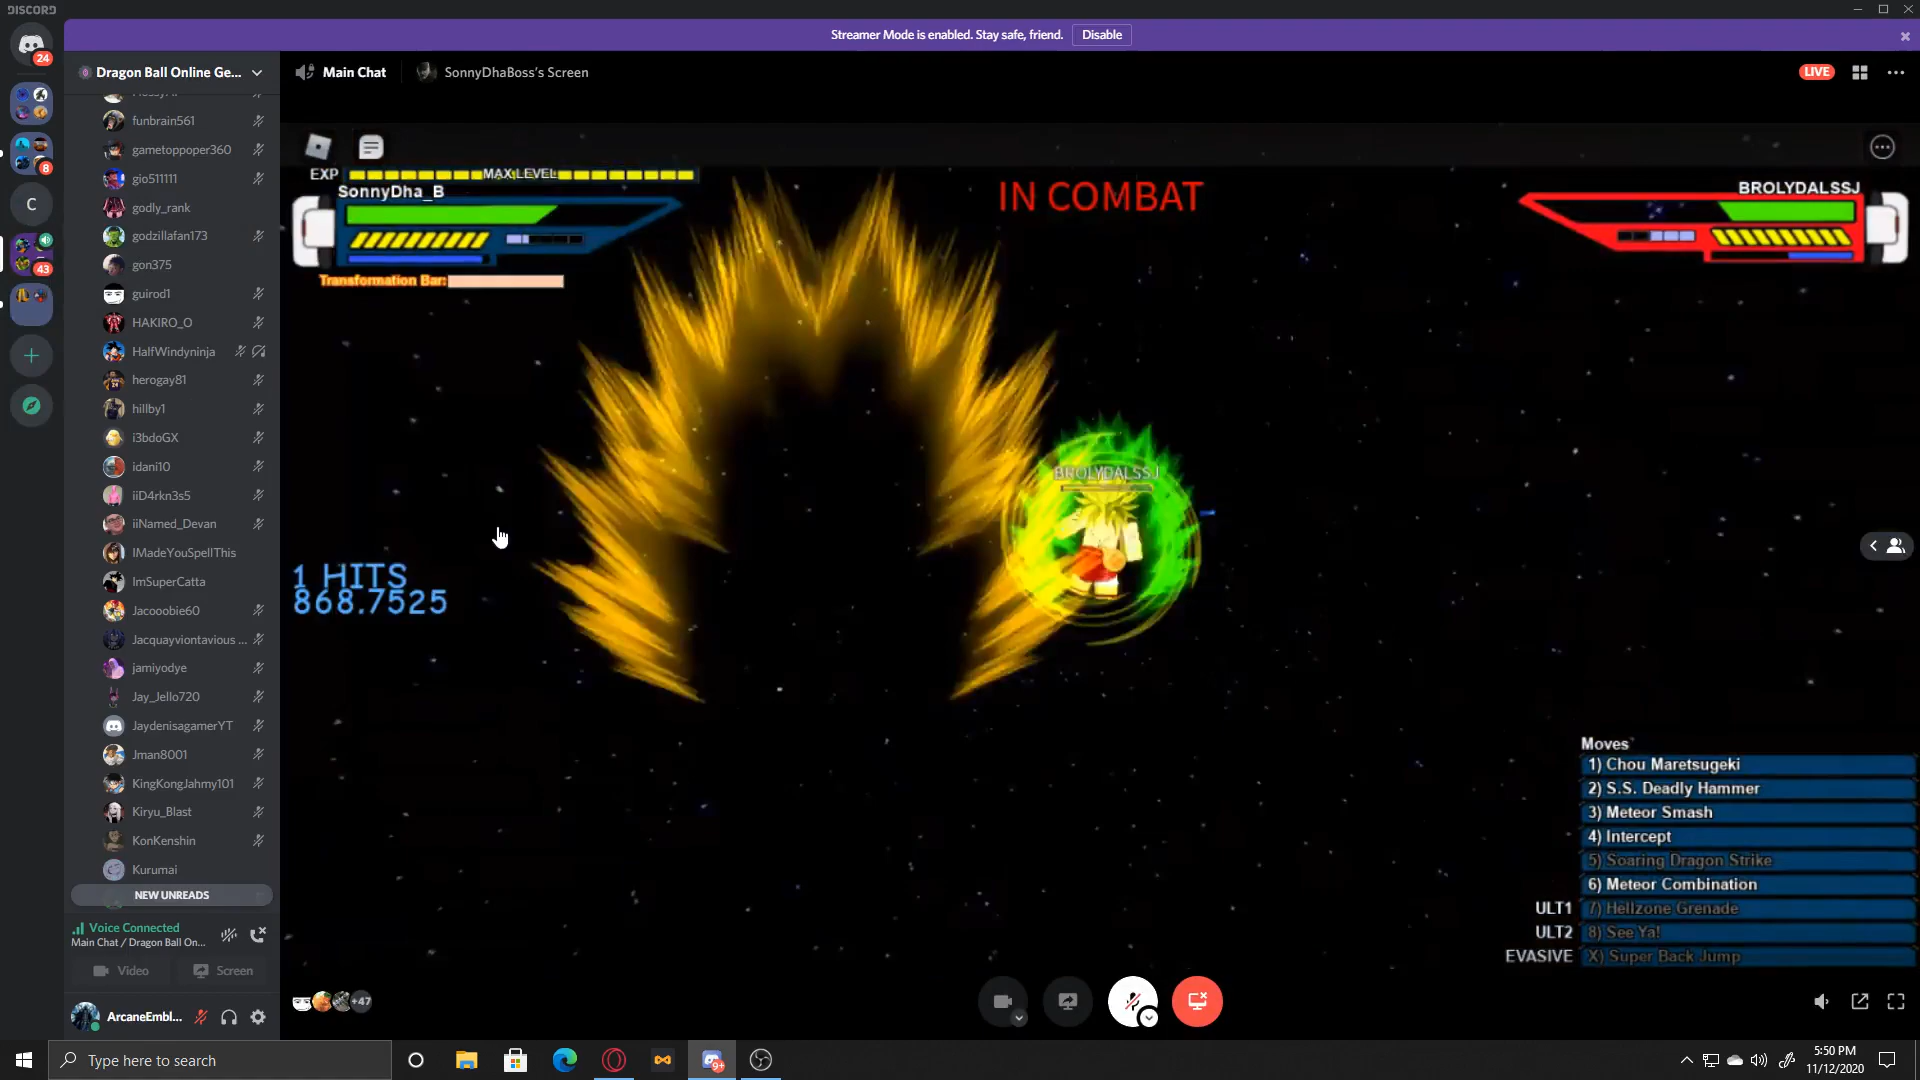 DISCORD
Streamer Mode is enabled. Stay safe, friend.
Disable
24
8
C
43
Dragon Ball Online Ge...
funbrain561
gametoppoper360
gio511111
godly_rank
godzillafan173
gon375
guirod1
HAKIRO_O
HalfWindyninja
herogay81
hillby1
i3bdoGX
idani10
iiD4rkn3s5
iiNamed_Devan
IMadeYouSpellThis
ImSuperCatta
Jacooobie60
Jacquayviontavious ...
jamiyodye
Jay_Jello720
JaydenisagamerYT
Jman8001
KingKongJahmy101
Kiryu_Blast
KonKenshin
Kurumai
NEW UNREADS
Voice Connected
Main Chat / Dragon Ball On...
Video
Screen
ArcaneEmbl...
Main Chat
SonnyDhaBoss's Screen
LIVE
EXP
MAX LEVEL
SonnyDha_B
Transformation Bar:
IN COMBAT
BROLYDALSSJ
BROLYDALSSJ
1 HITS
868.7525
Moves
1) Chou Maretsugeki
2) S.S. Deadly Hammer
3) Meteor Smash
4) Intercept
5) Soaring Dragon Strike
6) Meteor Combination
ULT1 7) Hellzone Grenade
ULT2 8) See Ya!
EVASIVE X) Super Back Jump
+47
Type here to search
9+
5:50 PM
11/12/2020